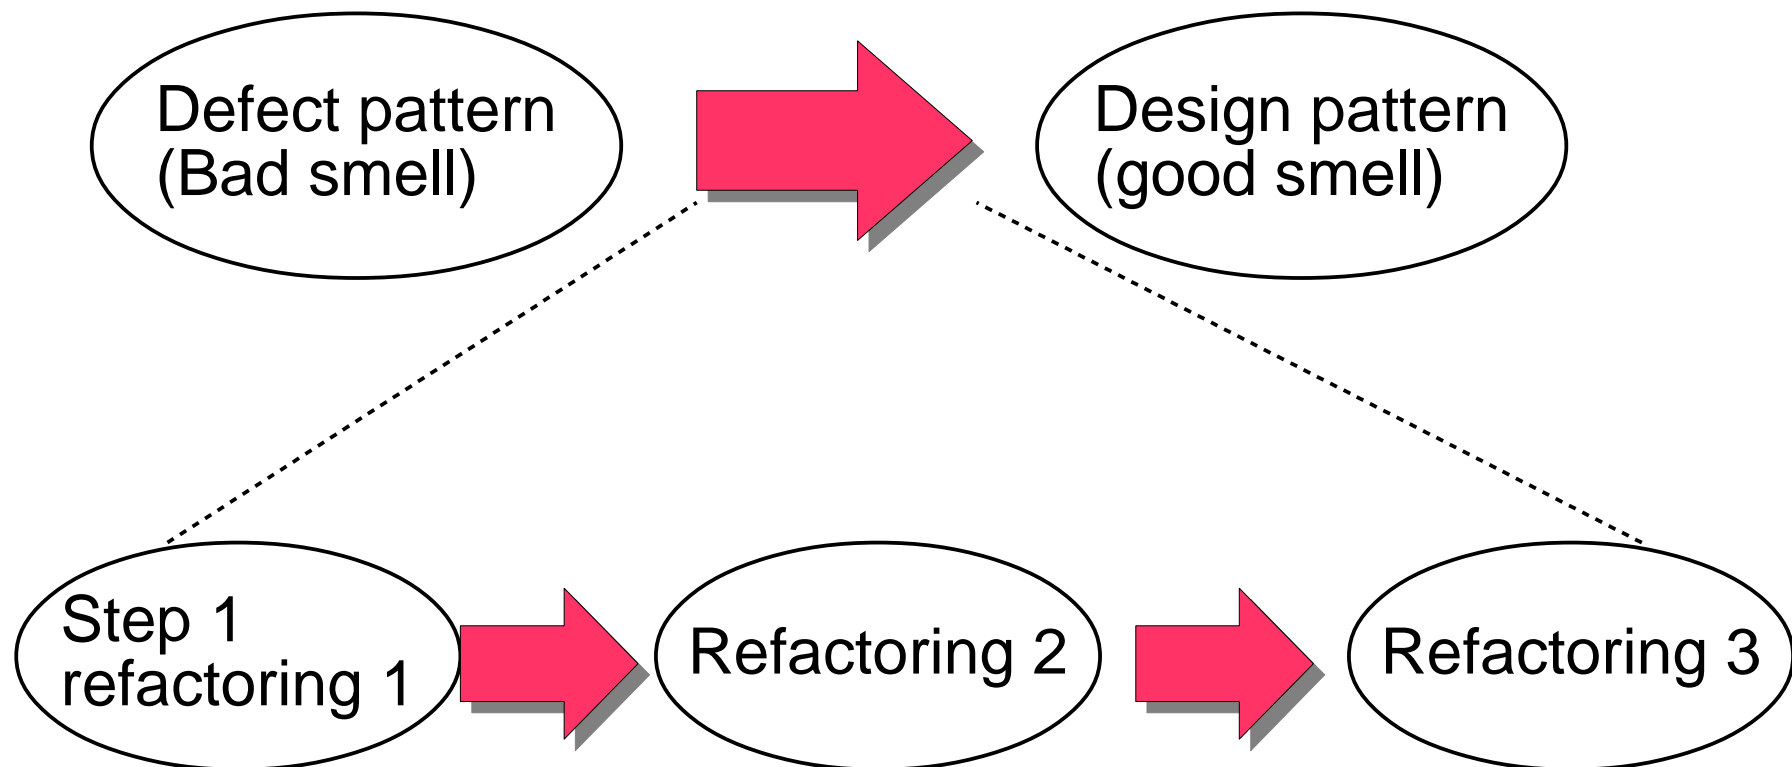 Defect pattern
(Bad smell)
Design pattern
(good smell)
Step 1
refactoring 1
Refactoring 2
Refactoring 3